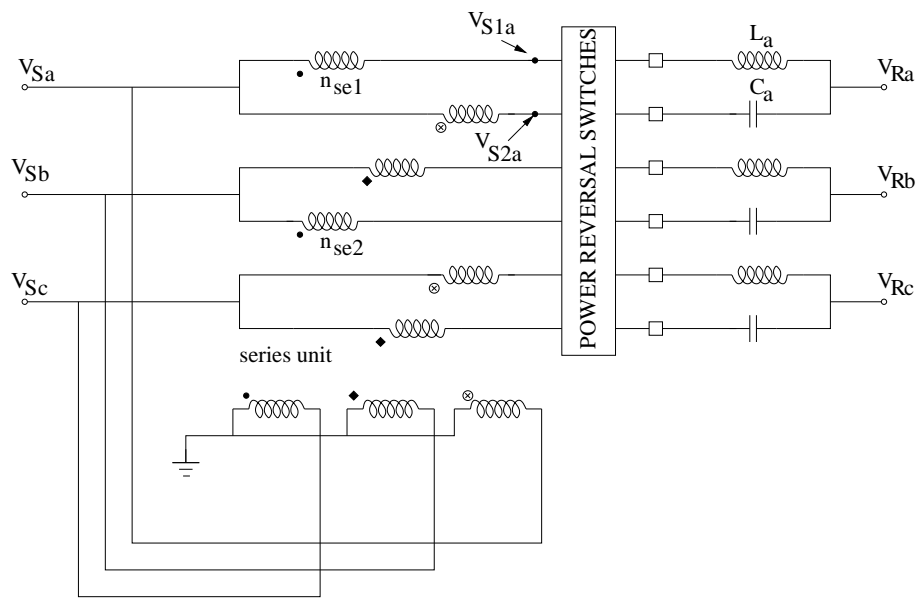 V_S1a
L_a
V_Sa
n_se1
V_Ra
C_a
V_S2a
POWER REVERSAL SWITCHES
V_Sb
V_Rb
n_se2
V_Sc
V_Rc
series unit